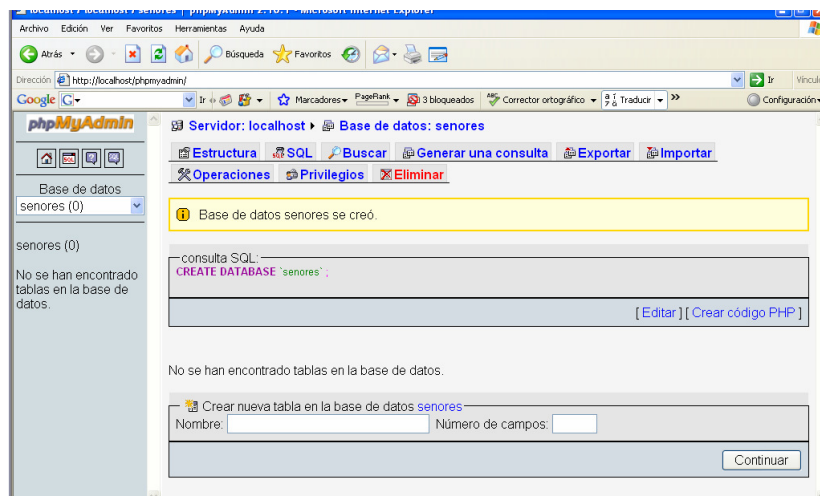 localhost / localhost / senores | phpMyAdmin 2.10.1 - Microsoft Internet Explorer
Archivo Edición Ver Favoritos Herramientas Ayuda
Atrás Búsqueda Favoritos
Dirección http://localhost/phpmyadmin/ Ir Vínculo
Google G Ir Marcadores PageRank 3 bloqueados Corrector ortográfico Traducir >> Configuración
phpMyAdmin
Servidor: localhost Base de datos: senores
Estructura SQL Buscar Generar una consulta Exportar Importar
Operaciones Privilegios Eliminar
Base de datos
senores (0)
Base de datos senores se creó.
senores (0)
No se han encontrado tablas en la base de datos.
consulta SQL:
CREATE DATABASE `senores` ;
[ Editar ] [ Crear código PHP ]
No se han encontrado tablas en la base de datos.
Crear nueva tabla en la base de datos senores
Nombre: Número de campos:
Continuar